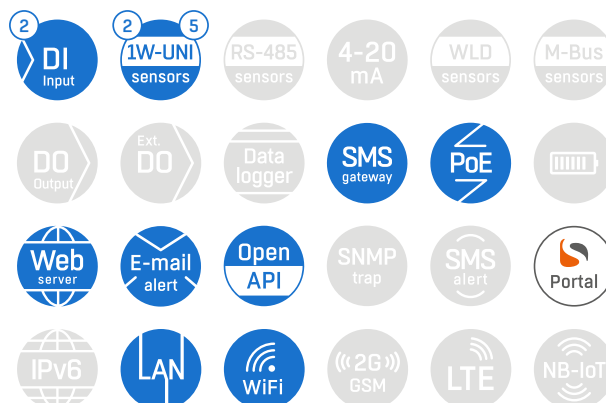 2
2
5
DI
Input
1W-UNI
sensors
RS-485
sensors
4-20
mA
WLD
sensors
M-Bus
sensors
DO
Output
Ext.
DO
Data
logger
SMS
gateway
PoE
Web
server
E-mail
alert
Open
API
SNMP
trap
SMS
alert
Portal
IPv6
LAN
WiFi
2G
GSM
LTE
NB-IoT